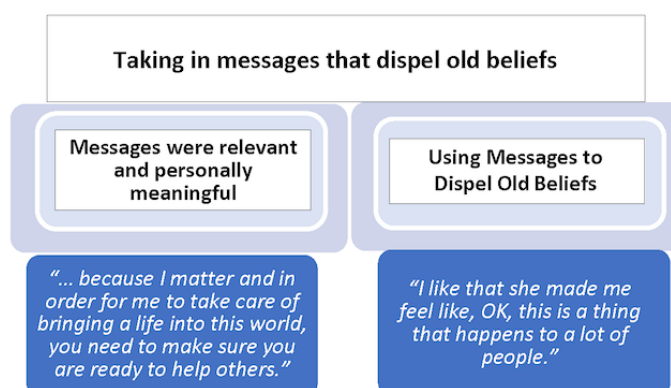 Taking in messages that dispel old beliefs
Messages were relevant
and personally
meaningful
Using Messages to
Dispel Old Beliefs
“... because I matter and in
order for me to take care of
bringing a life into this world,
you need to make sure you
are ready to help others.”
“I like that she made me
feel like, OK, this is a thing
that happens to a lot of
people.”